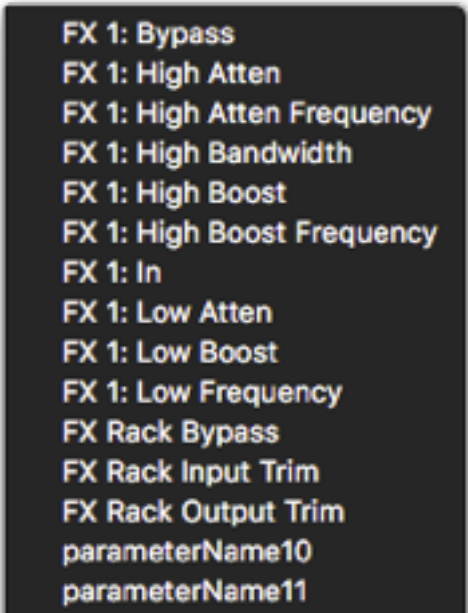 FX 1: Bypass
FX 1: High Atten
FX 1: High Atten Frequency
FX 1: High Bandwidth
FX 1: High Boost
FX 1: High Boost Frequency
FX 1: In
FX 1: Low Atten
FX 1: Low Boost
FX 1: Low Frequency
FX Rack Bypass
FX Rack Input Trim
FX Rack Output Trim
parameterName10
parameterName11